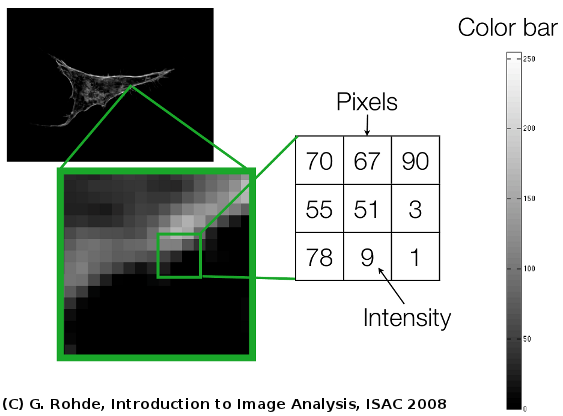 Color bar
250
Pixels
70 67 90
200
55 51 3
150
78 9 1
100
Intensity
50
0
(C) G. Rohde, Introduction to Image Analysis, ISAC 2008